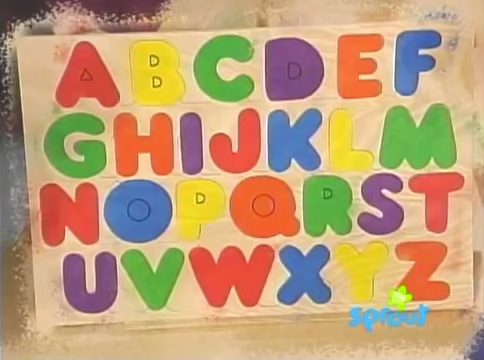 ABCDEF
GHIJKLM
NOPQRST
UVWXYZ
sprout